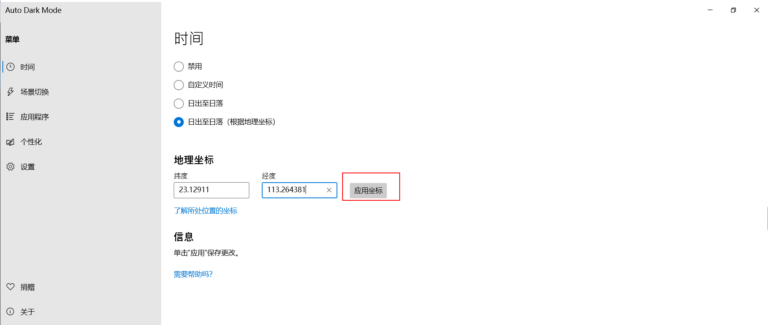 Auto Dark Mode
菜单
时间
场景切换
应用程序
个性化
设置
捐赠
关于
时间
禁用
自定义时间
日出至日落
日出至日落（根据地理坐标）
地理坐标
纬度 经度
23.12911 113.264381 应用坐标
了解所处位置的坐标
信息
单击"应用"保存更改。
需要帮助吗?